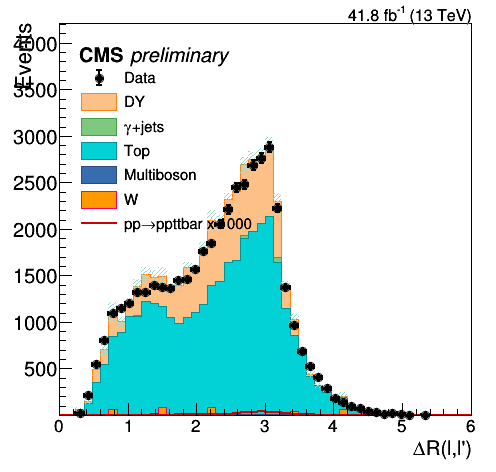 41.8 fb⁻¹ (13 TeV)
Events
CMS preliminary
Data
DY
γ+jets
Top
Multiboson
W
pp→ppttbar x 1000
4000
3500
3000
2500
2000
1500
1000
500
0 1 2 3 4 5 6
ΔR(l,l')